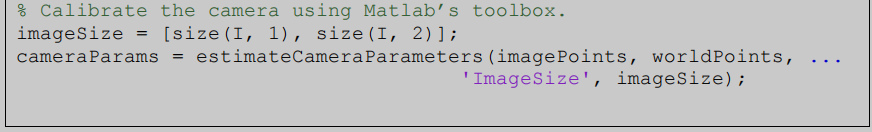 % Calibrate the camera using Matlab’s toolbox.
imageSize = [size(I, 1), size(I, 2)];
cameraParams = estimateCameraParameters(imagePoints, worldPoints, ...
'ImageSize', imageSize);